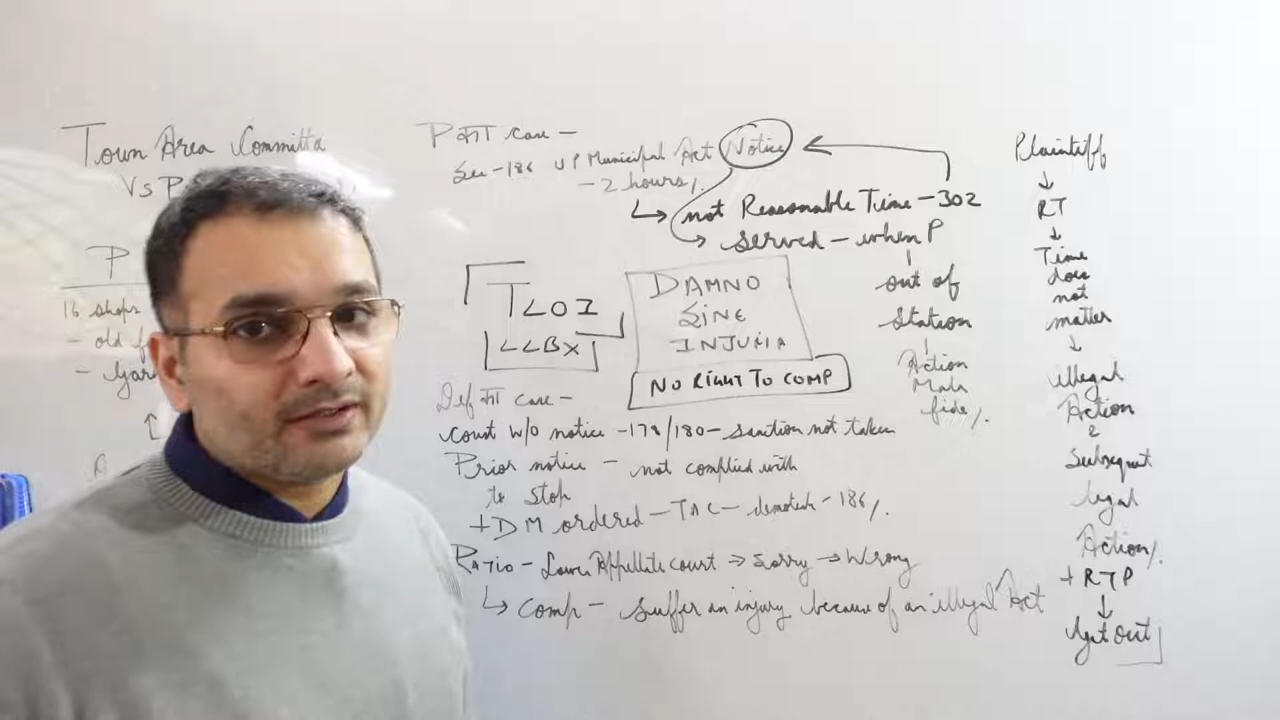 Town Area Committa
Vs P
P
16 shops
- old f
- Gar
P का case -
Sec-186 UP Municipal Act Notice
- 2 hours/.
↳ not Reasonable Time - 302
↳ Served - when P
out of
Station
Action
Mala
fide/.
TLOI
LLBX
DAMNO
SINE
INJURIA
NO RIGHT TO COMP
Def का case -
Const w/o notice - 178/180 - sanction not taken
Prior notice - not complied with
to stop
+ DM ordered - TAC - demolish - 186/.
Ratio - Lower Appellate court ⇒ Sorry → Wrong
↳ Comp - suffer an injury because of an illegal Act
Plaintiff
↓
RT
↓
Time
does
not
matter
↓
illegal
Action
&
Subsequent
legal
Action/.
+ RTP
↓
Get out